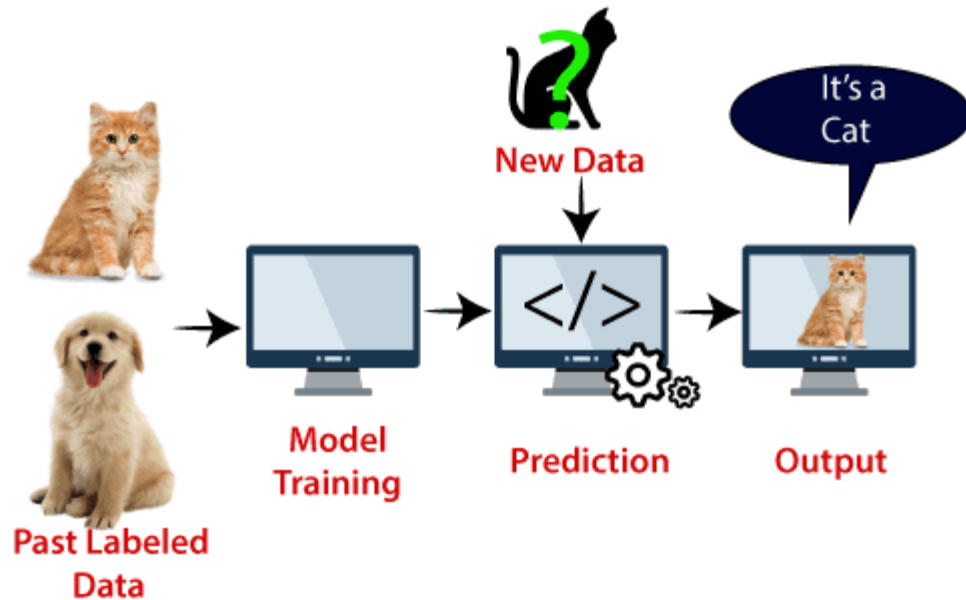 New Data
It's a
Cat
?
</>
Model
Training
Prediction
Output
Past Labeled
Data